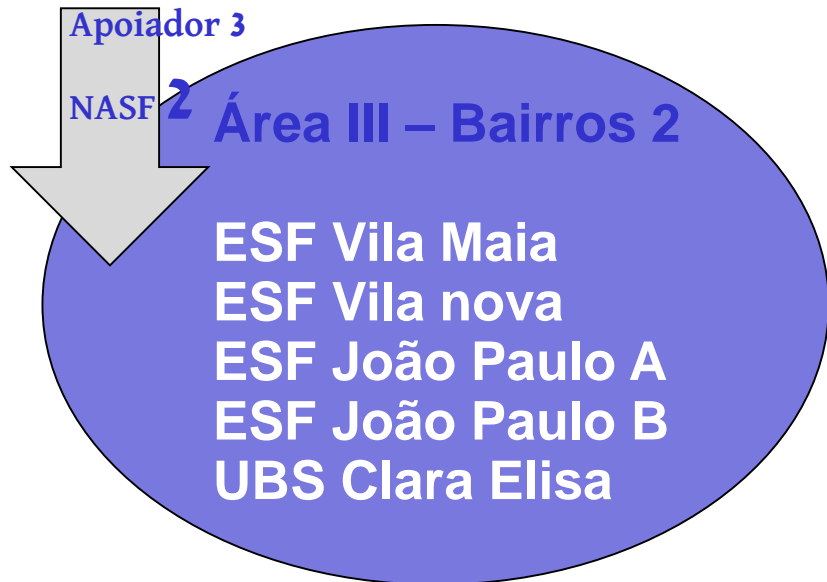 Apoiador 3
NASF 2
Área III – Bairros 2
ESF Vila Maia
ESF Vila nova
ESF João Paulo A
ESF João Paulo B
UBS Clara Elisa